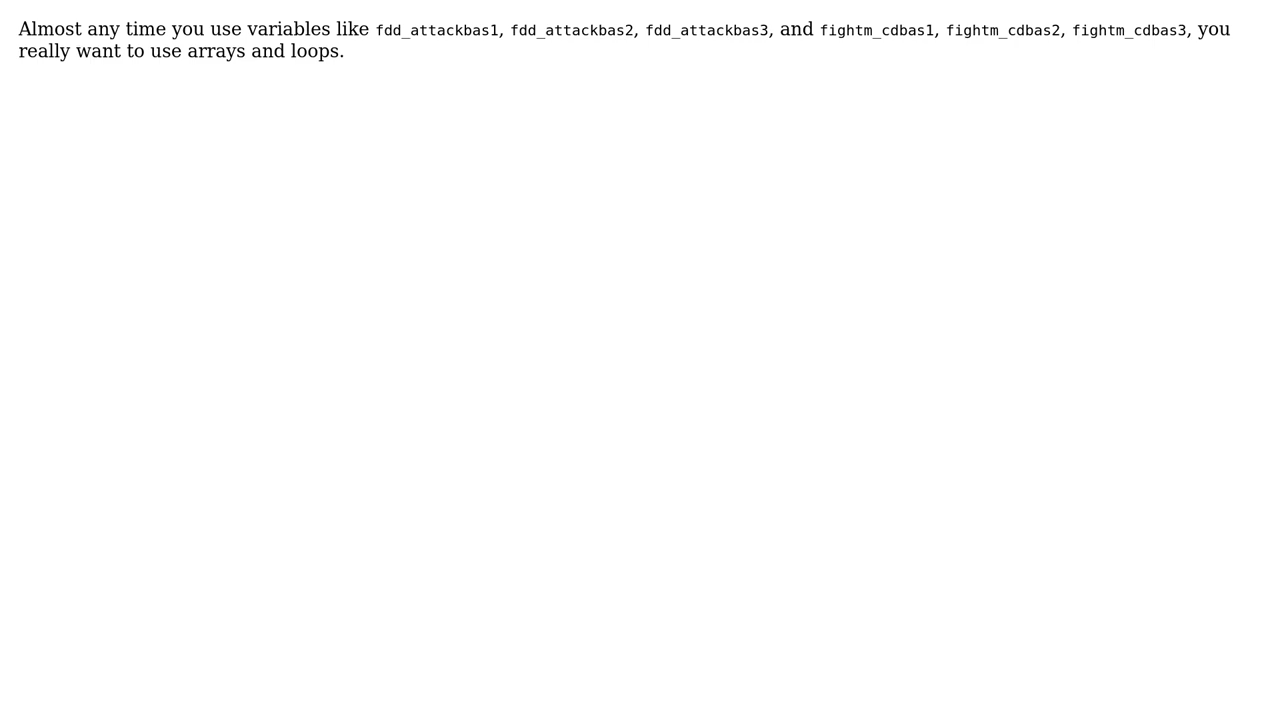 Almost any time you use variables like fdd_attackbas1, fdd_attackbas2, fdd_attackbas3, and fightm_cdbas1, fightm_cdbas2, fightm_cdbas3, you
really want to use arrays and loops.